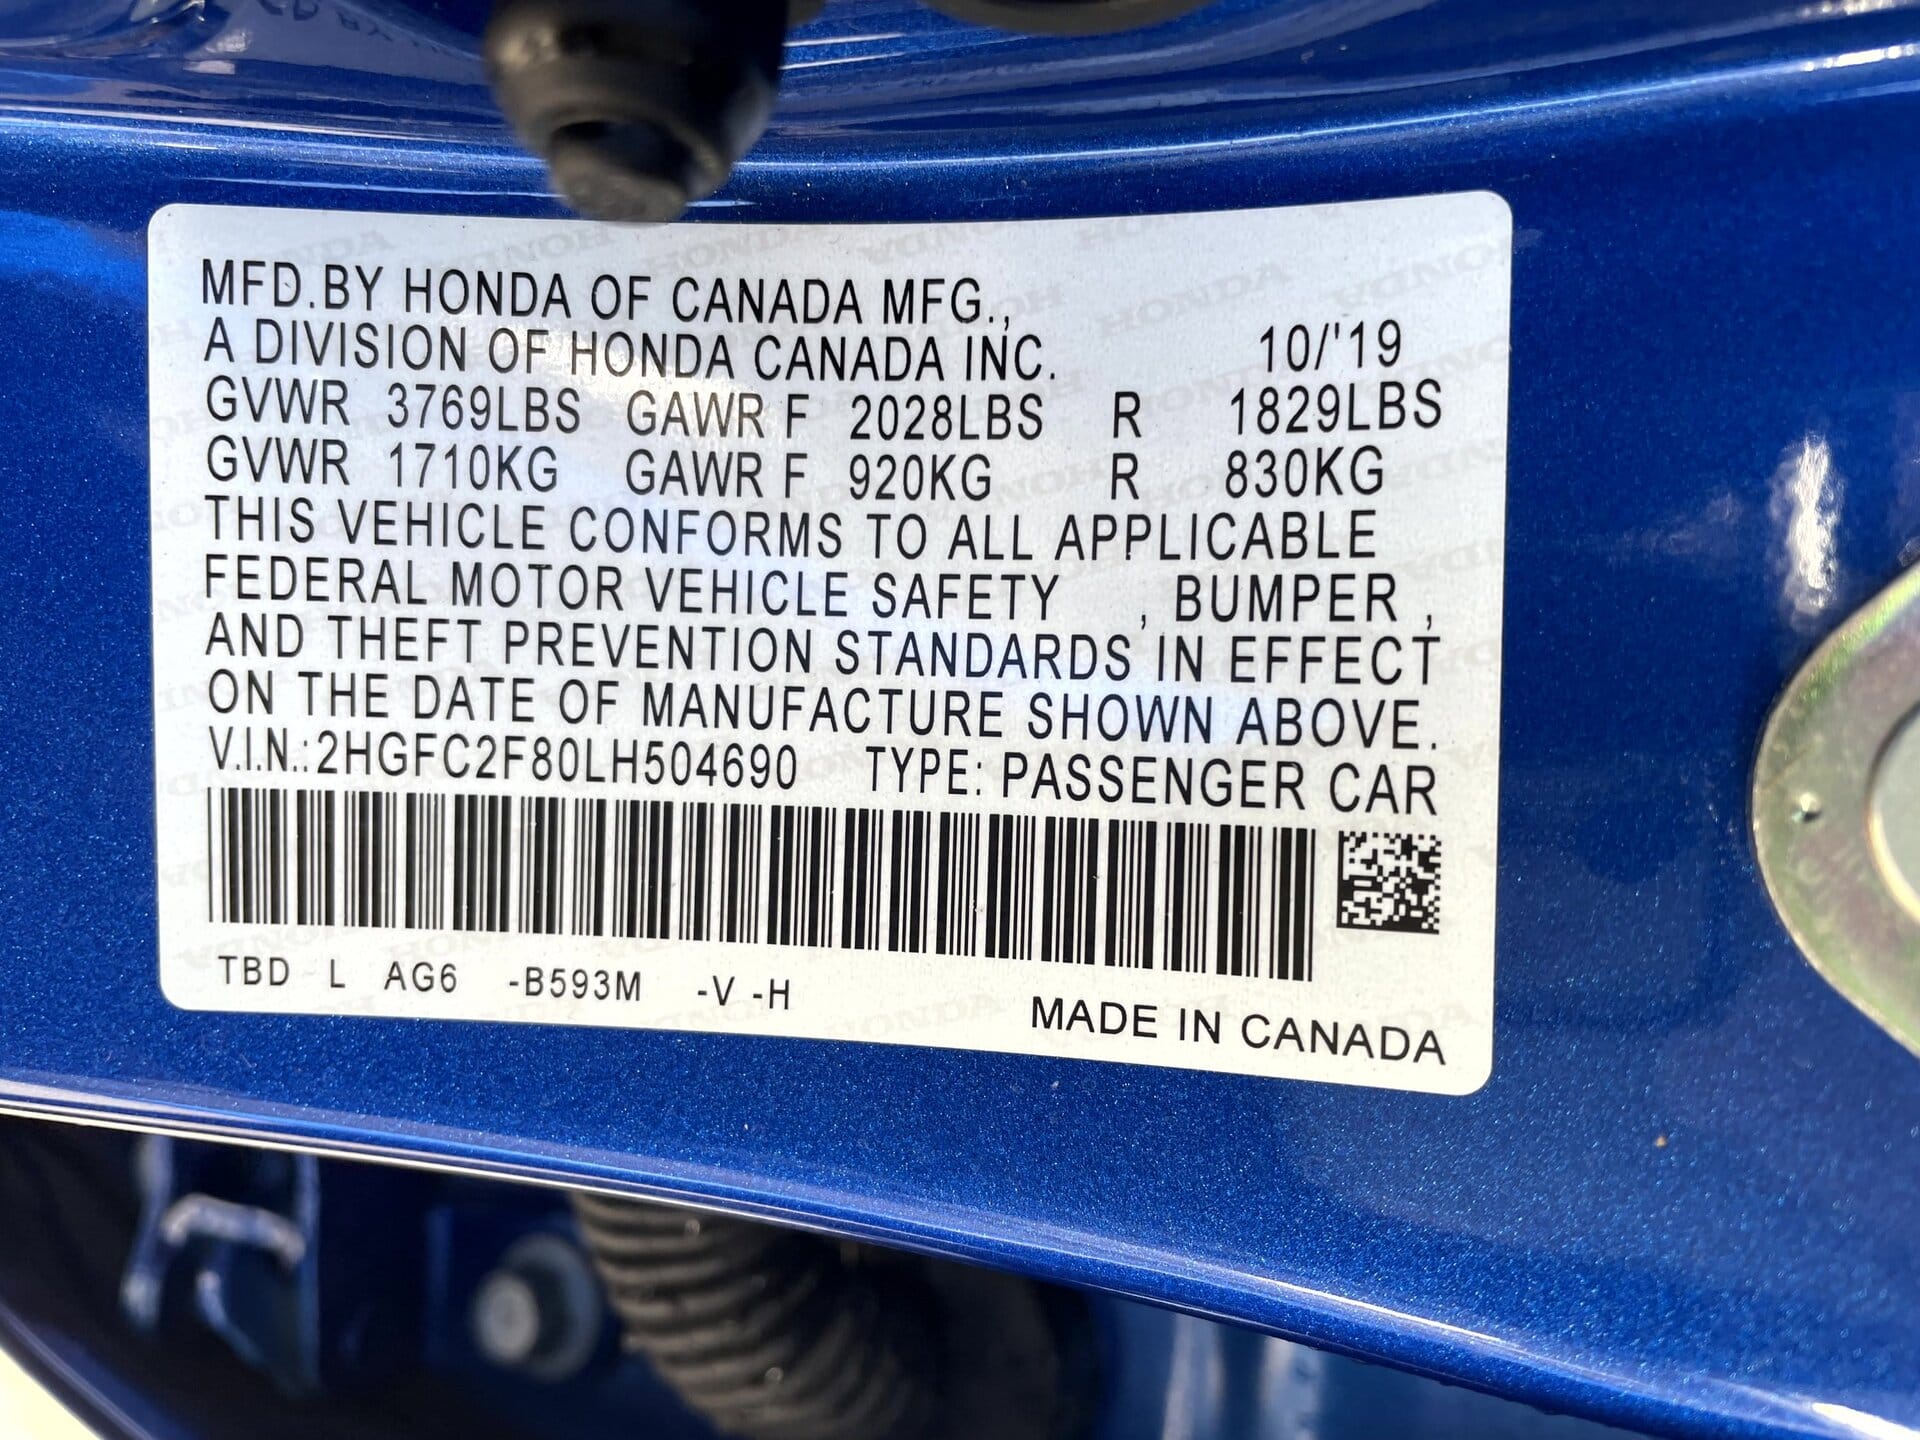 MFD.BY HONDA OF CANADA MFG.,
A DIVISION OF HONDA CANADA INC. 10/'19
GVWR 3769LBS GAWR F 2028LBS R 1829LBS
GVWR 1710KG GAWR F 920KG R 830KG
THIS VEHICLE CONFORMS TO ALL APPLICABLE
FEDERAL MOTOR VEHICLE SAFETY , BUMPER ,
AND THEFT PREVENTION STANDARDS IN EFFECT
ON THE DATE OF MANUFACTURE SHOWN ABOVE.
V.I.N.:2HGFC2F80LH504690 TYPE: PASSENGER CAR
TBD L AG6 -B593M -V -H
MADE IN CANADA